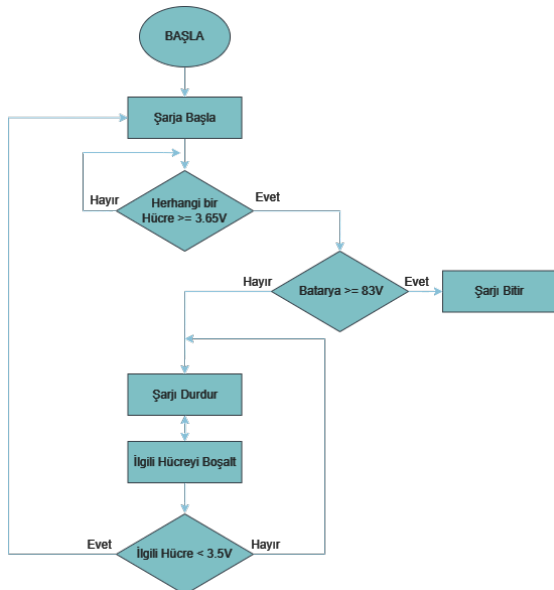 BAŞLA
Şarja Başla
Hayır
Herhangi bir
Hücre >= 3.65V
Evet
Hayır
Batarya >= 83V
Evet
Şarjı Bitir
Şarjı Durdur
İlgili Hücreyi Boşalt
Evet
İlgili Hücre < 3.5V
Hayır